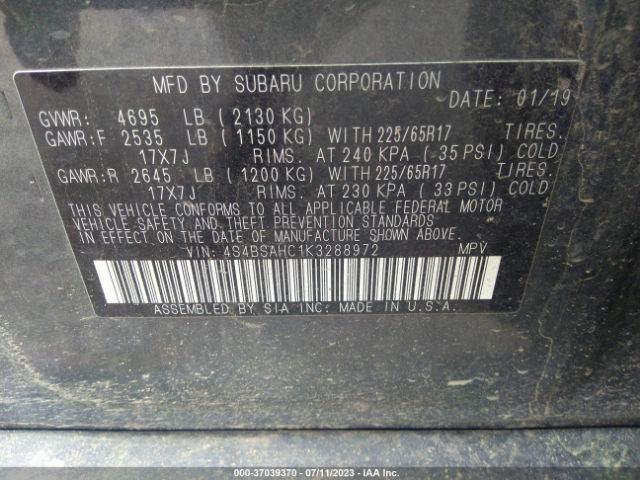 MFD BY SUBARU CORPORATION
DATE: 01/19
GVWR: 4695 LB (2130 KG)
GAWR:F 2535 LB (1150 KG) WITH 225/65R17 TIRES.
17X7J RIMS. AT 240 KPA (35 PSI) COLD
GAWR:R 2645 LB (1200 KG) WITH 225/65R17 TIRES.
17X7J RIMS. AT 230 KPA (33 PSI) COLD
THIS VEHICLE CONFORMS TO ALL APPLICABLE FEDERAL MOTOR
VEHICLE SAFETY AND THEFT PREVENTION STANDARDS
IN EFFECT ON THE DATE OF MANUFACTURE SHOWN ABOVE.
VIN: 4S4BSAHC1K3288972 MPV
ASSEMBLED BY SIA INC. MADE IN U.S.A.
000-37039370 - 07/11/2023 - IAA Inc.